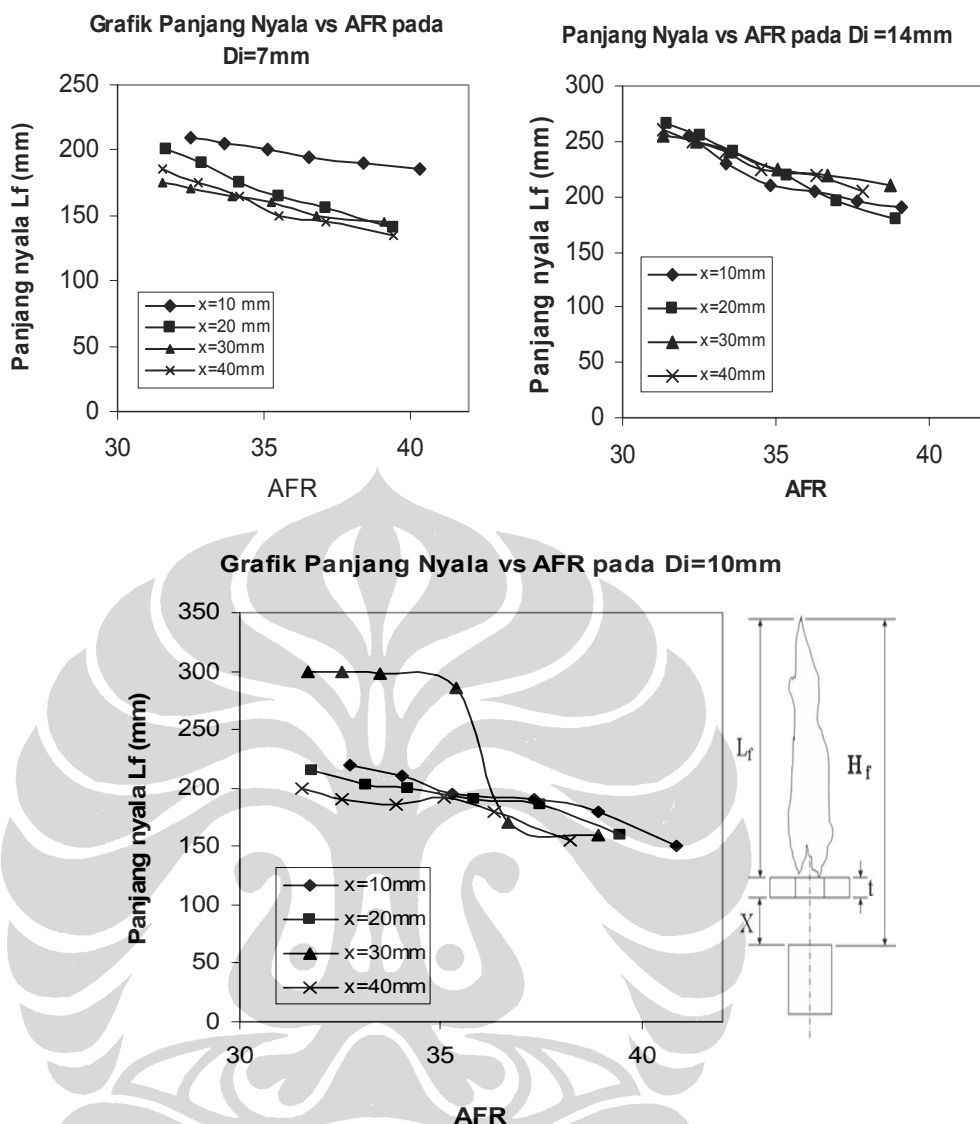 Grafik Panjang Nyala vs AFR pada
Di=7mm
Panjang nyala Lf (mm)
250
200
150
100
50
0
x=10 mm
x=20 mm
x=30mm
x=40mm
30 35 40
AFR
Panjang Nyala vs AFR pada Di =14mm
Panjang nyala Lf (mm)
300
250
200
150
100
50
0
x=10mm
x=20mm
x=30mm
x=40mm
30 35 40
AFR
Grafik Panjang Nyala vs AFR pada Di=10mm
Panjang nyala Lf (mm)
350
300
250
200
150
100
50
0
x=10mm
x=20mm
x=30mm
x=40mm
30 35 40
AFR
Lf
Hf
t
X